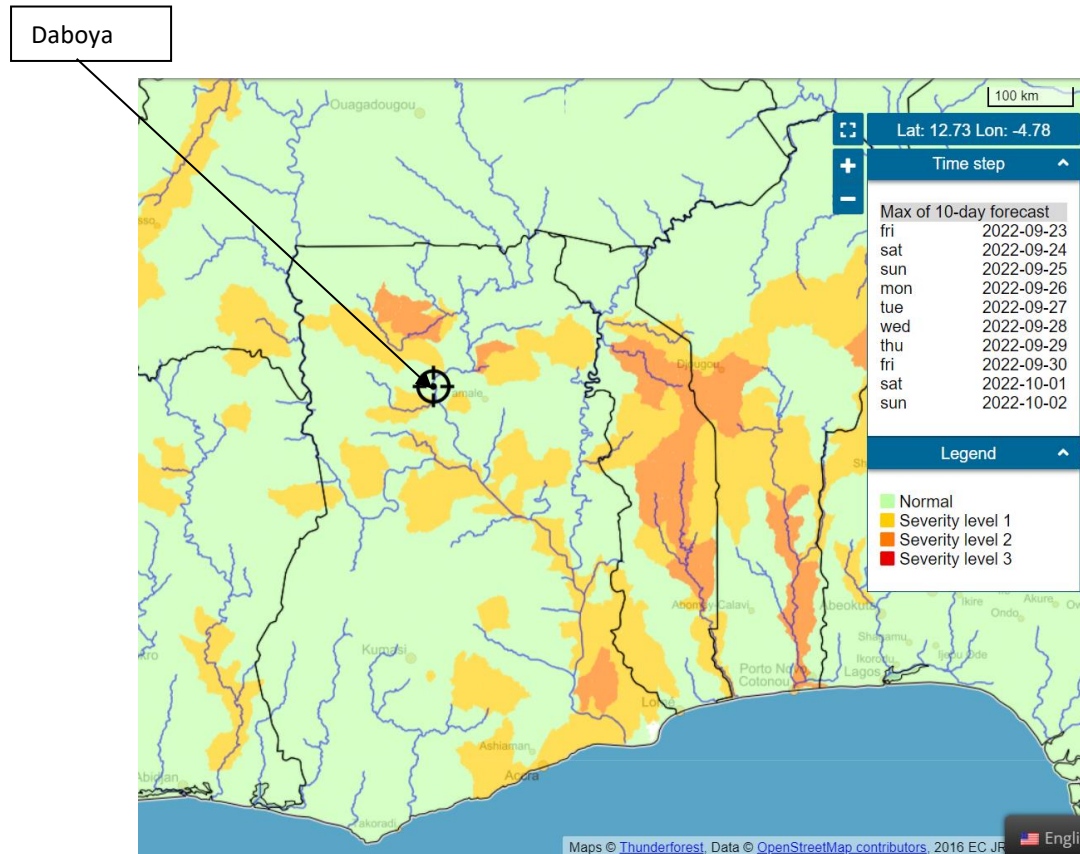 Daboya
100 km
Ouagadougou
Lat: 12.73 Lon: -4.78
+
−
Time step
Max of 10-day forecast
fri 2022-09-23
sat 2022-09-24
sun 2022-09-25
mon 2022-09-26
tue 2022-09-27
wed 2022-09-28
thu 2022-09-29
fri 2022-09-30
sat 2022-10-01
sun 2022-10-02
Djougou
amale
Legend
Normal
Severity level 1
Severity level 2
Severity level 3
Abomey-Calavi
Abeokuta
Ikire
Akure
Ondo
Shagamu
Kumasi
Ikorodu
Ijebu Ode
Porto Novo
Cotonou
Lagos
Lomé
Ashiaman
Accra
Abidjan
Takoradi
Maps © Thunderforest, Data © OpenStreetMap contributors, 2016 EC JR
Engli